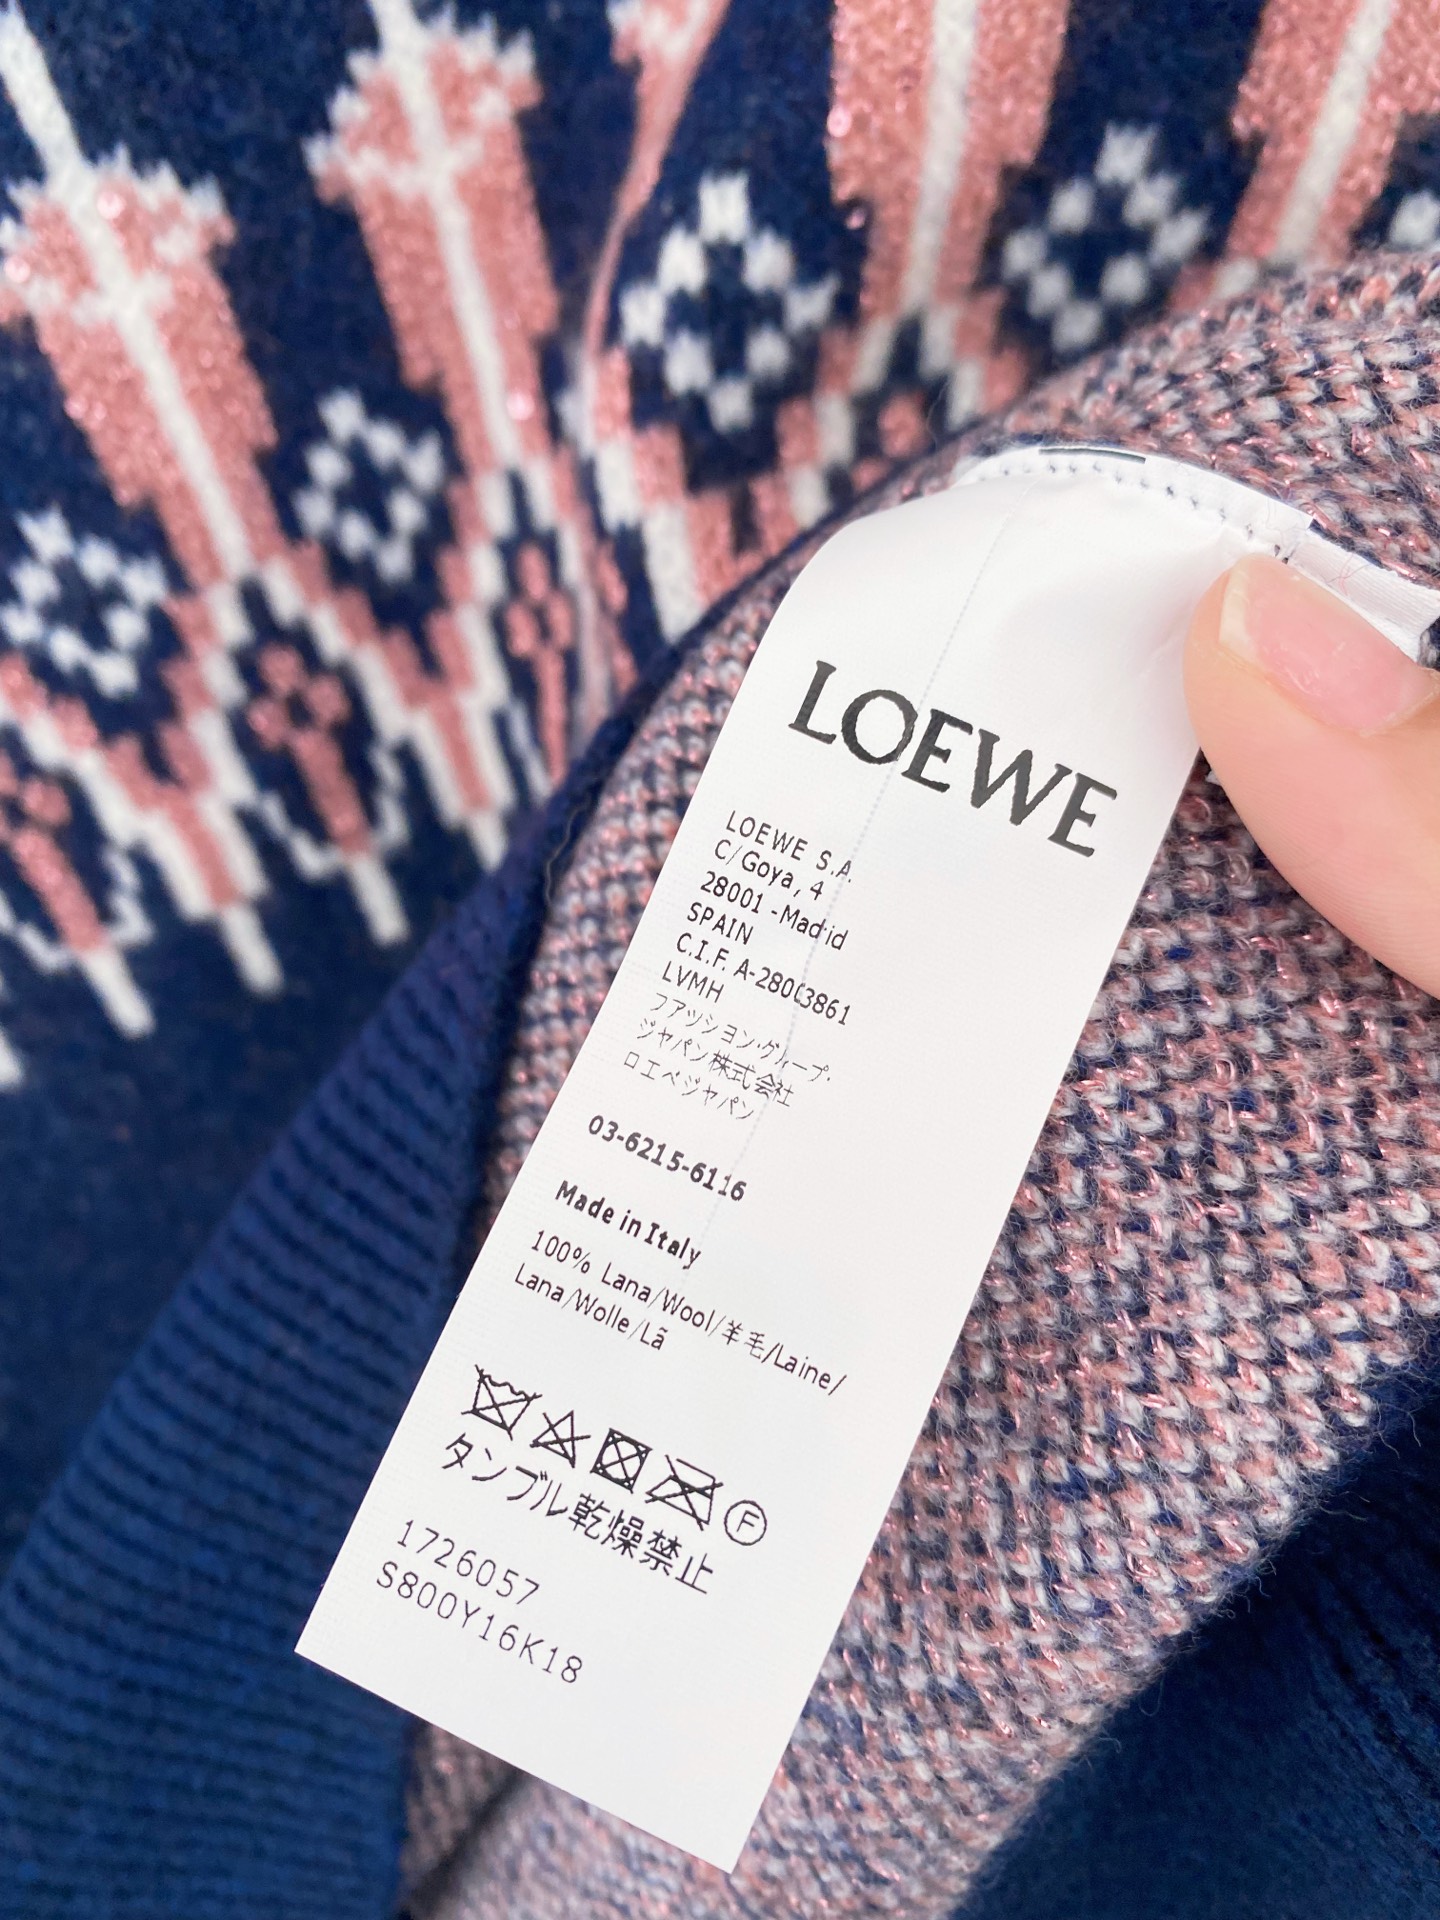 LOEWE
LOEWE S.A.
C/Goya, 4
28001 -Madrid
SPAIN
C.I.F. A-28003861
LVMH
ファッション・グループ・
ジャパン株式会社
ロエベジャパン
03-6215-6116
Made in Italy
100% Lana/Wool/羊毛/Laine/
Lana/Wolle/Lã
F
タンブル乾燥禁止
1726057
S800Y16K18